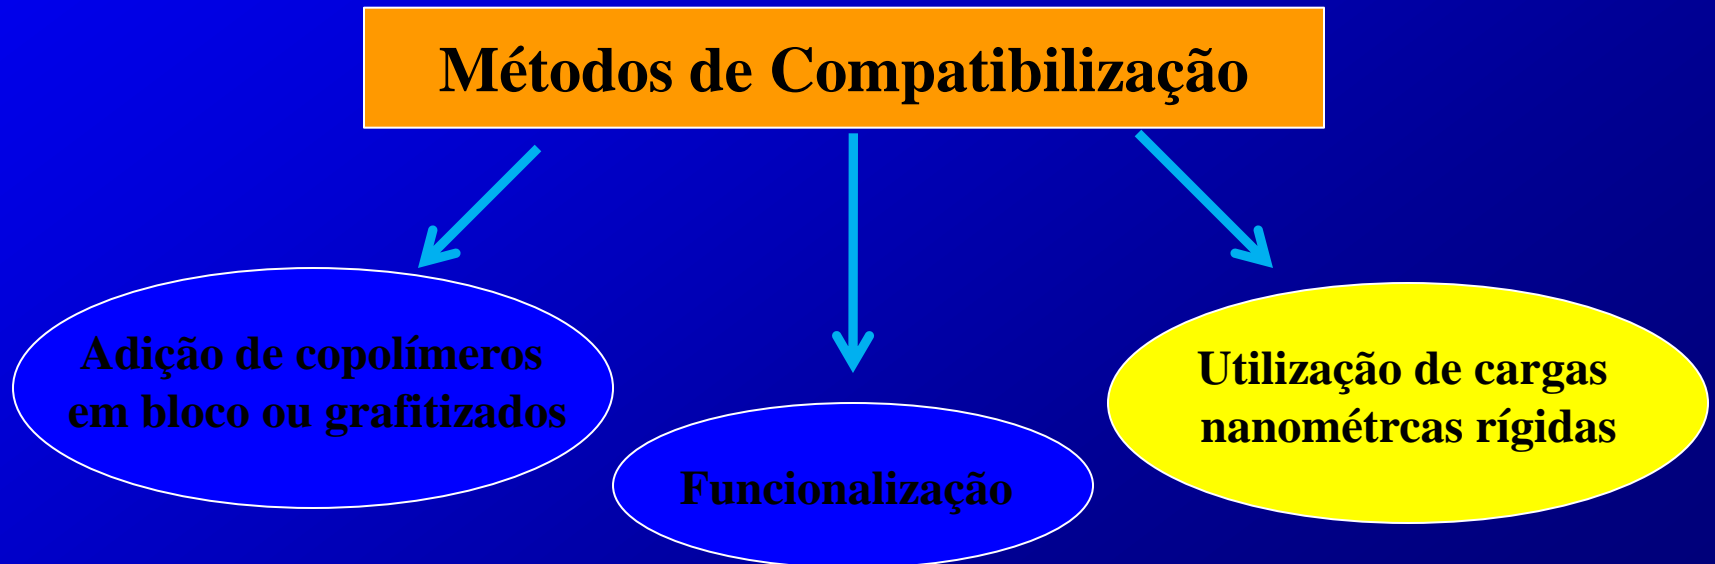 Métodos de Compatibilização
Adição de copolímeros
em bloco ou grafitizados
Funcionalização
Utilização de cargas
nanométrcas rígidas